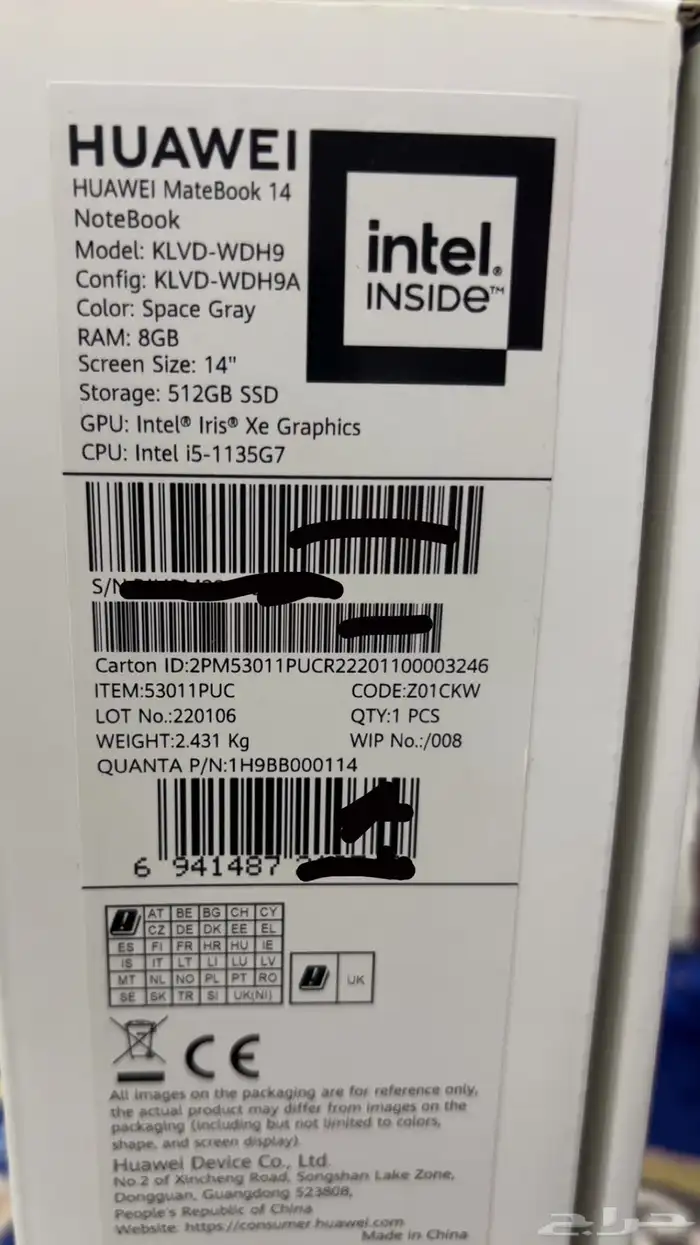 HUAWEI
HUAWEI MateBook 14
NoteBook
Model: KLVD-WDH9
Config: KLVD-WDH9A
Color: Space Gray
RAM: 8GB
Screen Size: 14"
Storage: 512GB SSD
GPU: Intel® Iris® Xe Graphics
CPU: Intel i5-1135G7
intel®
INSIDE™
S/N
Carton ID:2PM53011PUCR22201100003246
ITEM:53011PUC CODE:Z01CKW
LOT No.:220106 QTY:1 PCS
WEIGHT:2.431 Kg WIP No.:/008
QUANTA P/N:1H9BB000114
6 941487
AT BE BG CH CY
CZ DE DK EE EL
ES FI FR HR HU IE
IS IT LT LI LU LV
MT NL NO PL PT RO
SE SK TR SI UK(NI)
UK
CE
All images on the packaging are for reference only,
the actual product may differ from images on the
packaging (including but not limited to colors,
shape, and screen display).
Huawei Device Co., Ltd.
No.2 of Xincheng Road, Songshan Lake Zone,
Dongguan, Guangdong 523808,
People's Republic of China
Website: https://consumer.huawei.com
Made in China
حراج